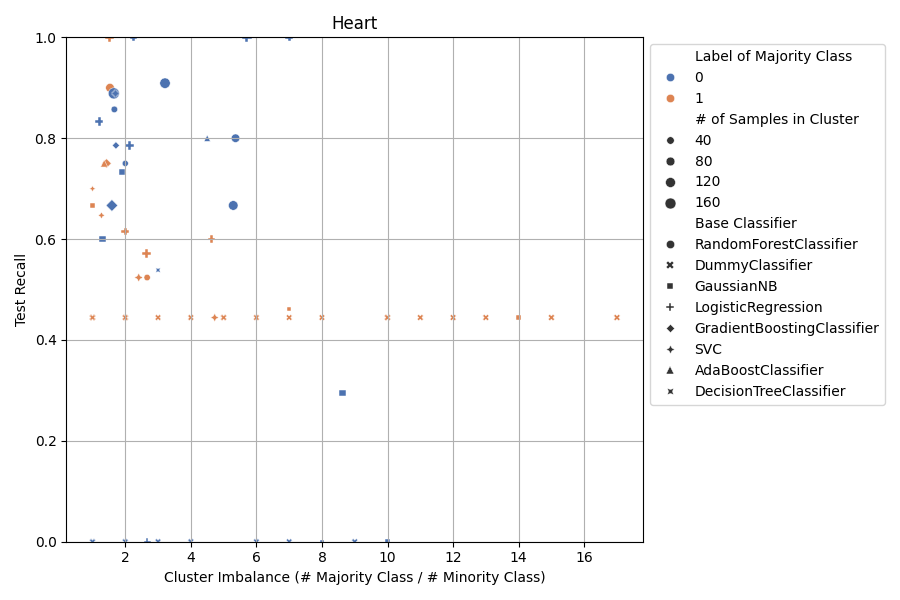 Heart
1.0
0.8
0.6
0.4
0.2
0.0
Test Recall
2
4
6
8
10
12
14
16
Cluster Imbalance (# Majority Class / # Minority Class)
Label of Majority Class
0
1
# of Samples in Cluster
40
80
120
160
Base Classifier
RandomForestClassifier
DummyClassifier
GaussianNB
LogisticRegression
GradientBoostingClassifier
SVC
AdaBoostClassifier
DecisionTreeClassifier